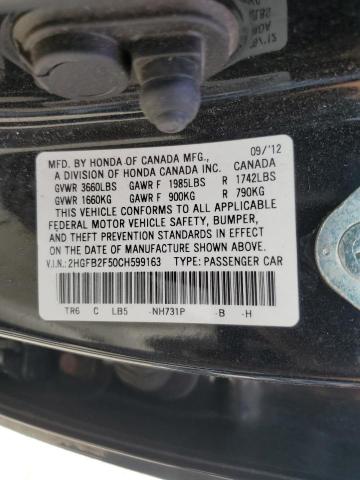 MFD. BY HONDA OF CANADA MFG., 09/'12
A DIVISION OF HONDA CANADA INC. CANADA
GVWR 3660LBS GAWR F 1985LBS R 1742LBS
GVWR 1660KG GAWR F 900KG R 790KG
THIS VEHICLE CONFORMS TO ALL APPLICABLE
FEDERAL MOTOR VEHICLE SAFETY, BUMPER,
AND THEFT PREVENTION STANDARDS IN EFFECT
ON THE DATE OF MANUFACTURE SHOWN ABOVE.
V.I.N.: 2HGFB2F50CH599163 TYPE: PASSENGER CAR
TR6 C LB5 -NH731P -B -H